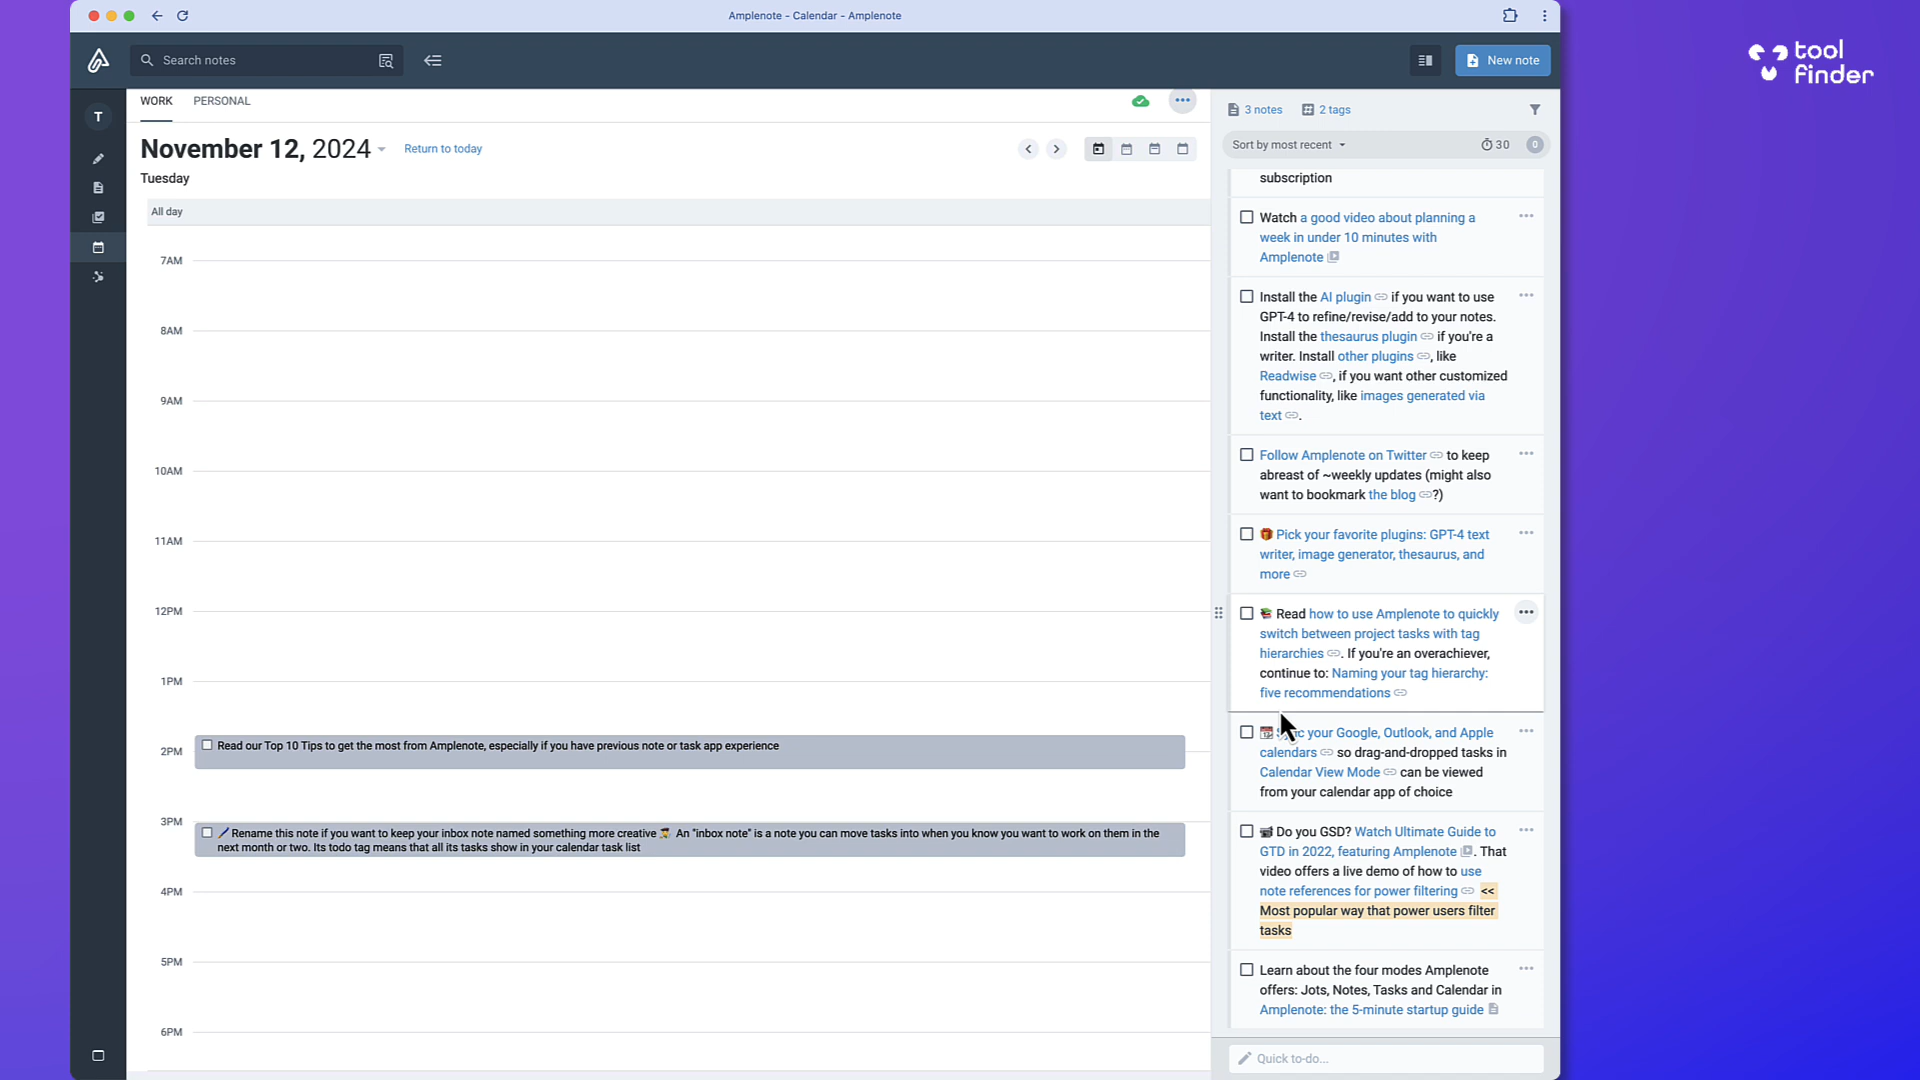 Amplenote - Calendar - Amplenote
Search notes
New note
tool
finder
T
WORK PERSONAL
November 12, 2024
Return to today
Tuesday
All day
7AM
8AM
9AM
10AM
11AM
12PM
1PM
2PM
Read our Top 10 Tips to get the most from Amplenote, especially if you have previous note or task app experience
3PM
Rename this note if you want to keep your inbox note named something more creative An "inbox note" is a note you can move tasks into when you know you want to work on them in the
next month or two. Its todo tag means that all its tasks show in your calendar task list
4PM
5PM
6PM
3 notes 2 tags
Sort by most recent 30 0
subscription
Watch a good video about planning a
week in under 10 minutes with
Amplenote
Install the AI plugin if you want to use
GPT-4 to refine/revise/add to your notes.
Install the thesaurus plugin if you're a
writer. Install other plugins , like
Readwise , if you want other customized
functionality, like images generated via
text .
Follow Amplenote on Twitter to keep
abreast of ~weekly updates (might also
want to bookmark the blog ?)
Pick your favorite plugins: GPT-4 text
writer, image generator, thesaurus, and
more
Read how to use Amplenote to quickly
switch between project tasks with tag
hierarchies . If you're an overachiever,
continue to: Naming your tag hierarchy:
five recommendations
your Google, Outlook, and Apple
calendars so drag-and-dropped tasks in
Calendar View Mode can be viewed
from your calendar app of choice
Do you GSD? Watch Ultimate Guide to
GTD in 2022, featuring Amplenote . That
video offers a live demo of how to use
note references for power filtering <<
Most popular way that power users filter
tasks
Learn about the four modes Amplenote
offers: Jots, Notes, Tasks and Calendar in
Amplenote: the 5-minute startup guide
Quick to-do...